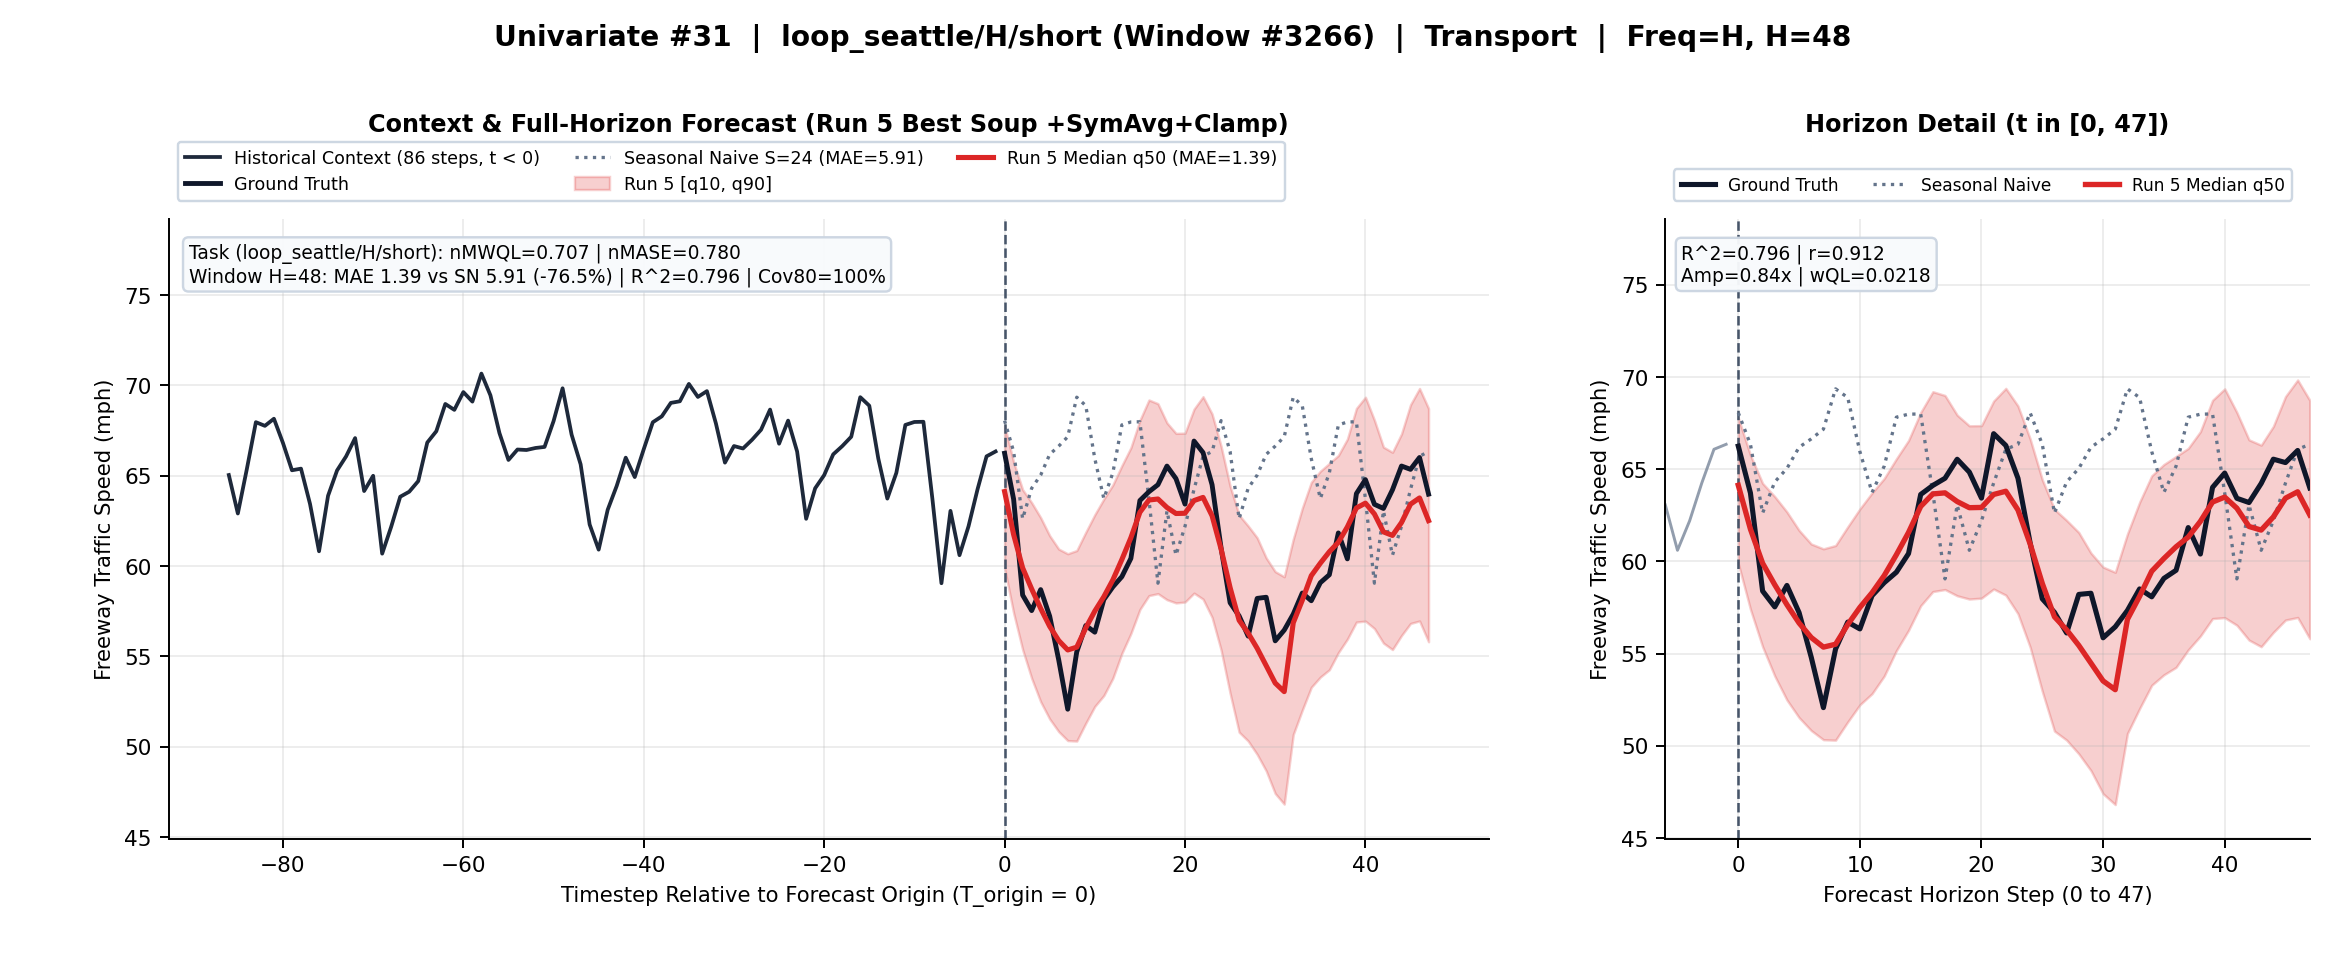 Univariate #31 | loop_seattle/H/short (Window #3266) | Transport | Freq=H, H=48
Context & Full-Horizon Forecast (Run 5 Best Soup +SymAvg+Clamp)
Historical Context (86 steps, t < 0)
Ground Truth
Seasonal Naive S=24 (MAE=5.91)
Run 5 [q10, q90]
Run 5 Median q50 (MAE=1.39)
Task (loop_seattle/H/short): nMWQL=0.707 | nMASE=0.780
Window H=48: MAE 1.39 vs SN 5.91 (-76.5%) | R^2=0.796 | Cov80=100%
Freeway Traffic Speed (mph)
75
70
65
60
55
50
45
−80
−60
−40
−20
0
20
40
Timestep Relative to Forecast Origin (T_origin = 0)
Horizon Detail (t in [0, 47])
Ground Truth
Seasonal Naive
Run 5 Median q50
R^2=0.796 | r=0.912
Amp=0.84x | wQL=0.0218
Freeway Traffic Speed (mph)
75
70
65
60
55
50
45
0
10
20
30
40
Forecast Horizon Step (0 to 47)